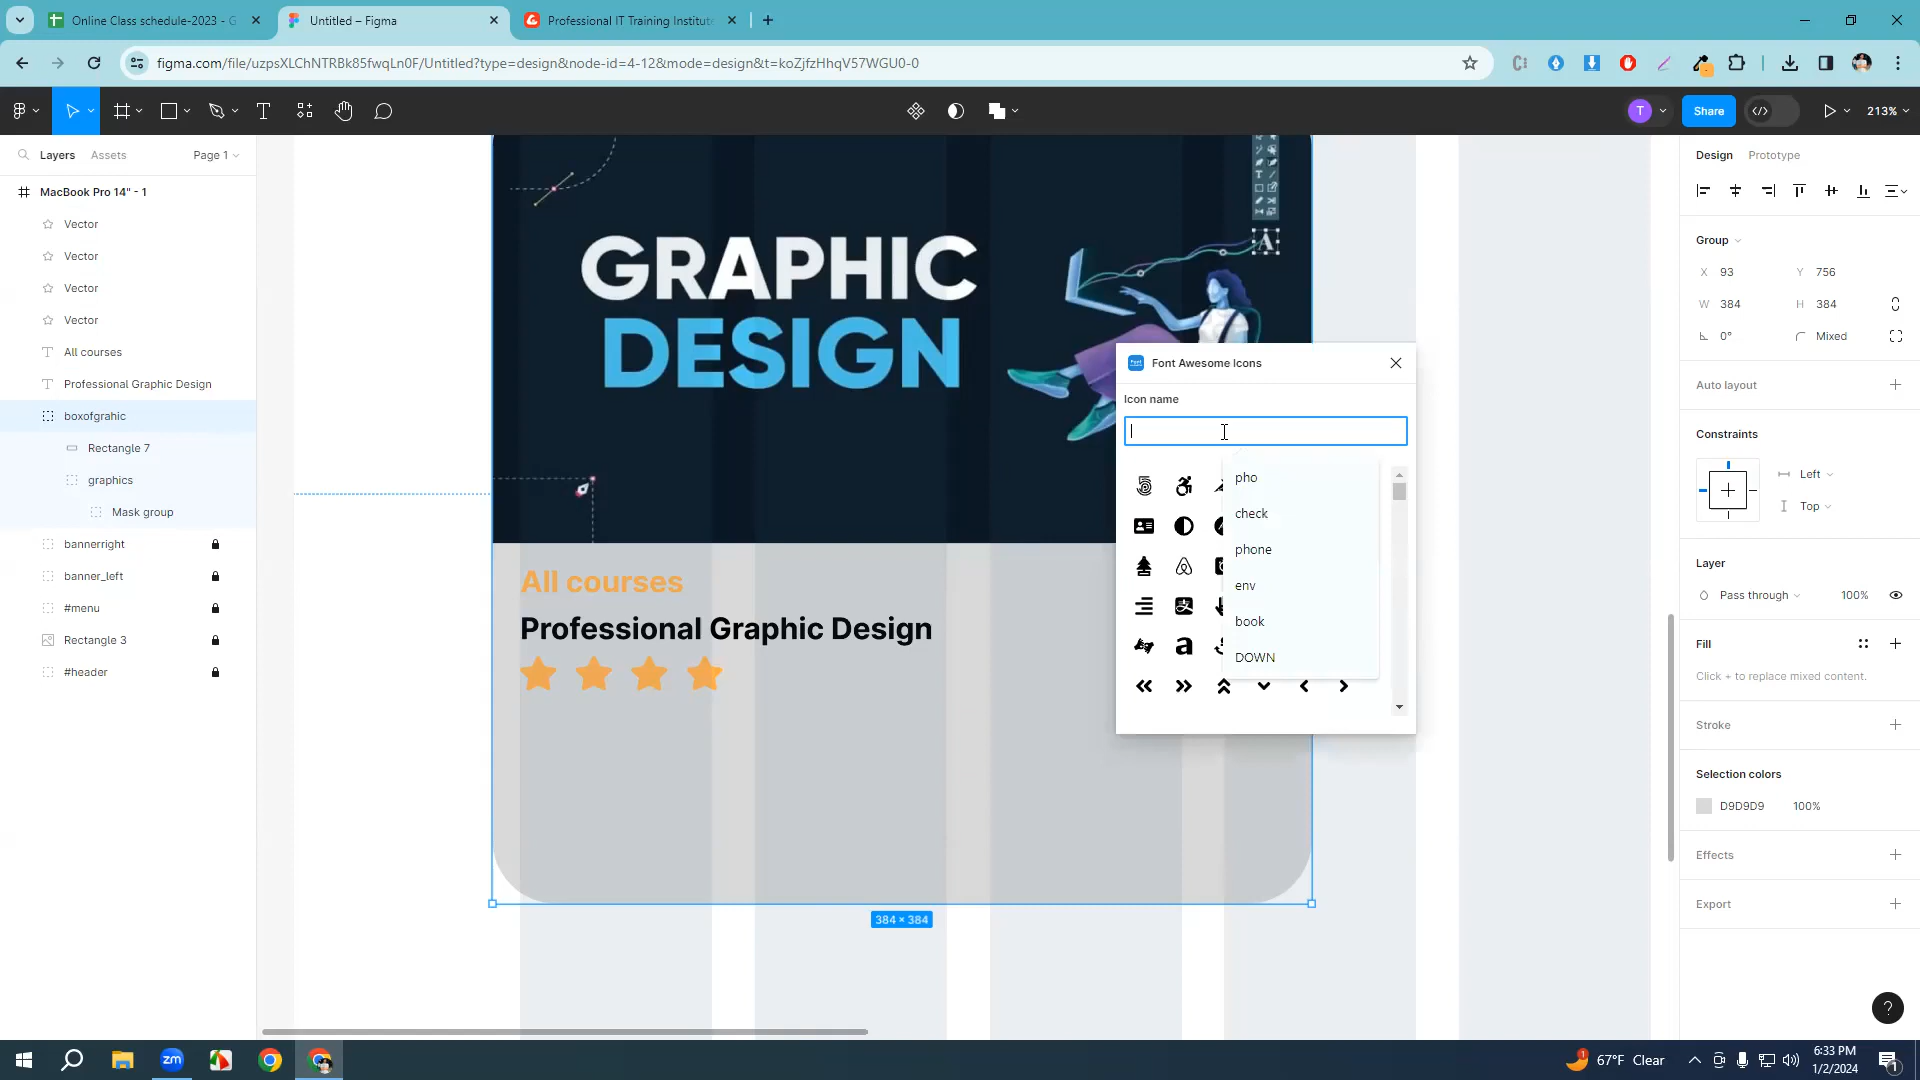 Online Class schedule-2023 - G
Untitled – Figma
Professional IT Training Institute
figma.com/file/uzpsXLChNTRBk85fwqLn0F/Untitled?type=design&node-id=4-12&mode=design&t=koZjfzHhqV57WGU0-0
T
Share
213%
Layers
Assets
Page 1
MacBook Pro 14" - 1
Vector
Vector
Vector
Vector
All courses
Professional Graphic Design
boxofgrahic
Rectangle 7
graphics
Mask group
bannerright
banner_left
#menu
Rectangle 3
#header
GRAPHIC
DESIGN
A
All courses
Professional Graphic Design
384 × 384
Font Awesome Icons
Icon name
pho
check
phone
env
book
DOWN
Design
Prototype
Group
X 93
Y 756
W 384
H 384
0°
Mixed
Auto layout
Constraints
Left
Top
Layer
Pass through
100%
Fill
Click + to replace mixed content.
Stroke
Selection colors
D9D9D9
100%
Effects
Export
?
zm
67°F Clear
6:33 PM
1/2/2024